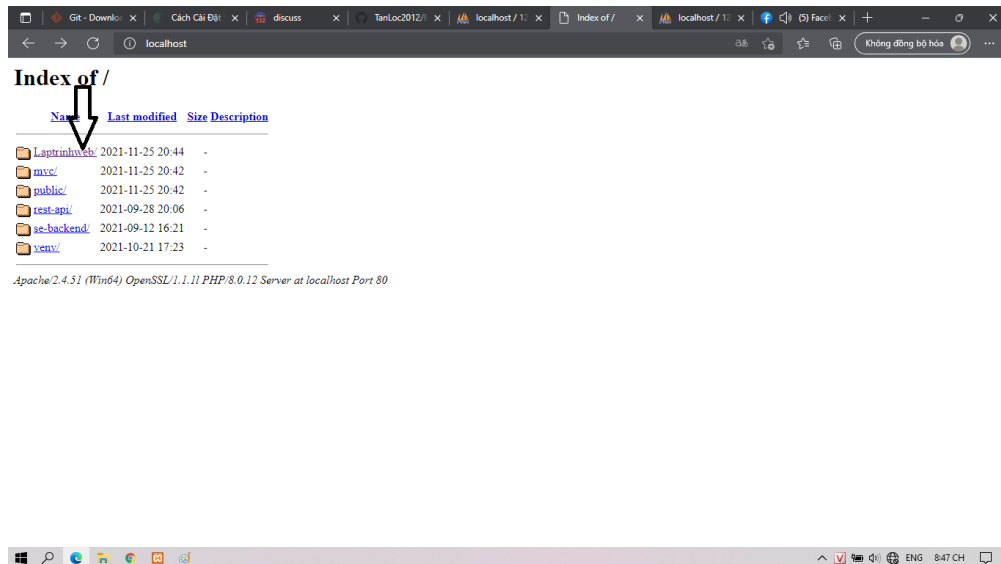 Git - Downloa
Cách Cài Đặt
discuss
TanLoc2012/
localhost / 12
Index of /
localhost / 12
(5) Face
localhost
Không đồng bộ hóa
Index of /
Name Last modified Size Description
Laptrinhweb/ 2021-11-25 20:44 -
mvc/ 2021-11-25 20:42 -
public/ 2021-11-25 20:42 -
rest-api/ 2021-09-28 20:06 -
se-backend/ 2021-09-12 16:21 -
venv/ 2021-10-21 17:23 -
Apache/2.4.51 (Win64) OpenSSL/1.1.1l PHP/8.0.12 Server at localhost Port 80
ENG 8:47 CH